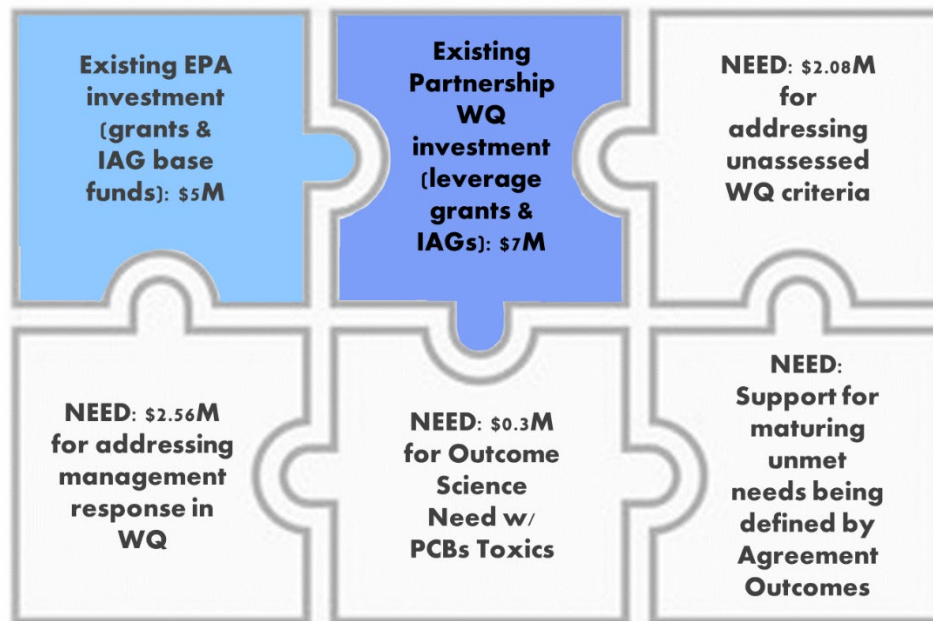 Existing EPA
investment
(grants &
IAG base
funds): $5M
Existing
Partnership
WQ
investment
(leverage
grants &
IAGs): $7M
NEED: $2.08M
for
addressing
unassessed
WQ criteria
NEED: $2.56M
for addressing
management
response in
WQ
NEED: $0.3M
for Outcome
Science
Need w/
PCBs Toxics
NEED:
Support for
maturing
unmet
needs being
defined by
Agreement
Outcomes